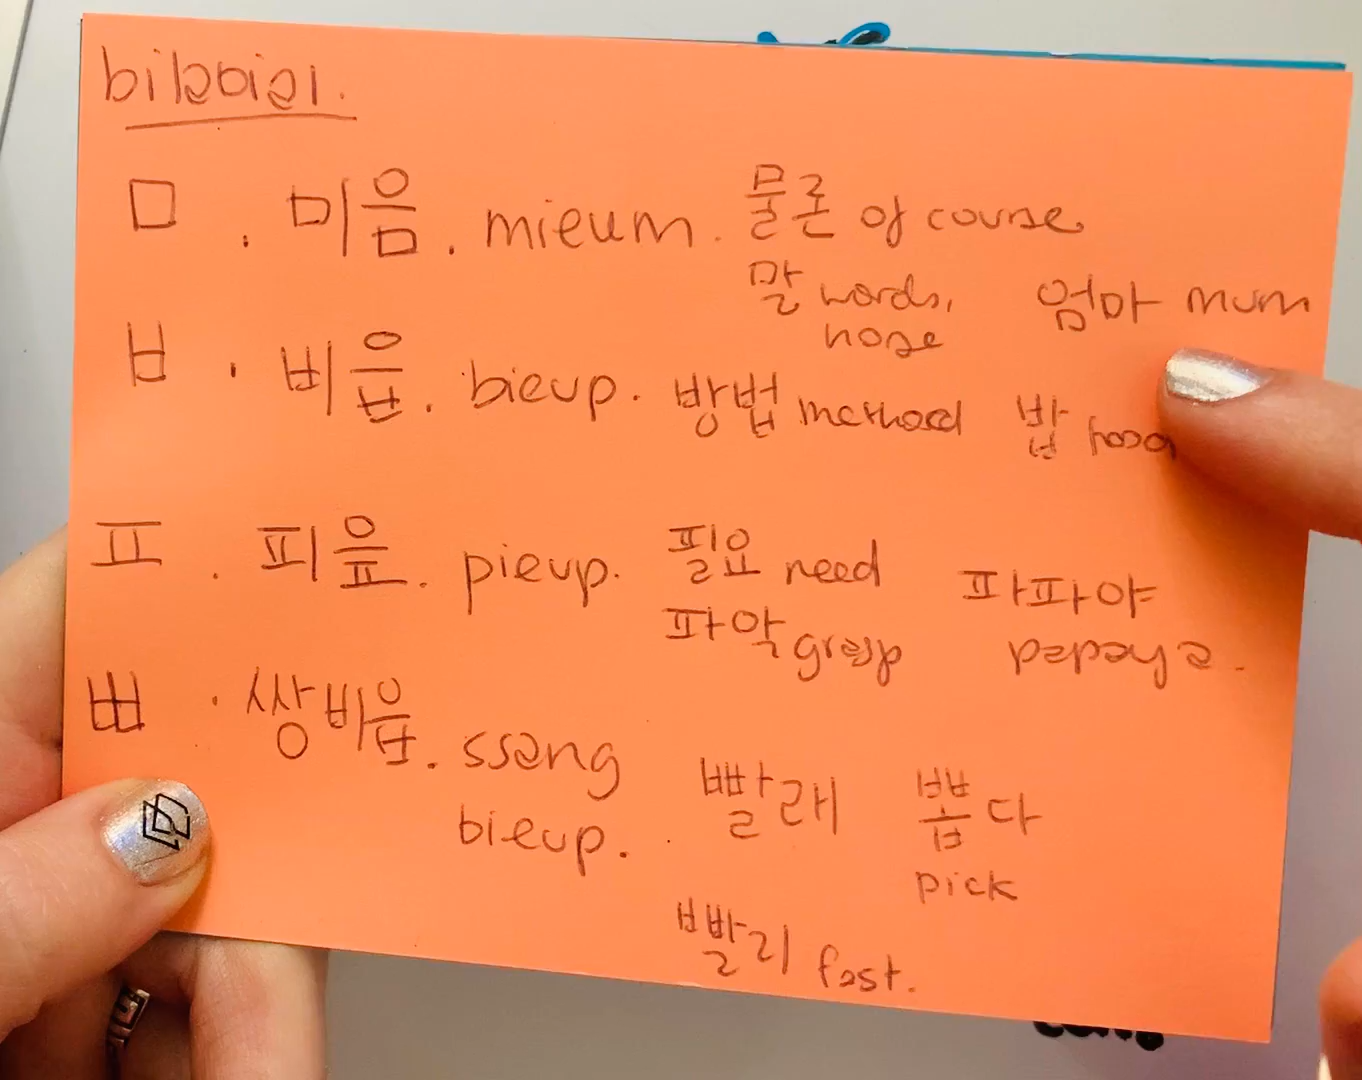 bilabial.
ㅁ . 미음 . mieum . 물론 of course.
말 words, horse 엄마 mum
ㅂ . 비읍 . bieup . 방법 method 밥 food
ㅍ . 피읖 . pieup . 필요 need
파악 grasp 파파야 papaya .
ㅃ . 쌍비읍 . ssang bieup . 빨래 뽑다 pick
빨리 fast.